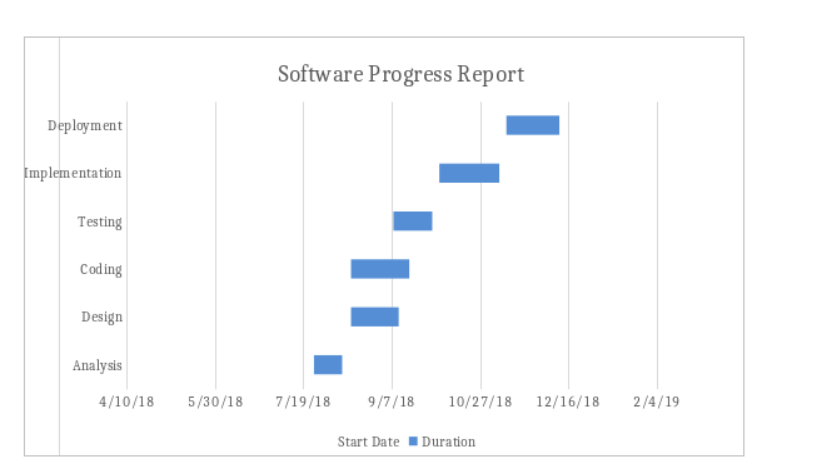 Software Progress Report
Deployment
Implementation
Testing
Coding
Design
Analysis
4/10/18 5/30/18 7/19/18 9/7/18 10/27/18 12/16/18 2/4/19
Start Date Duration